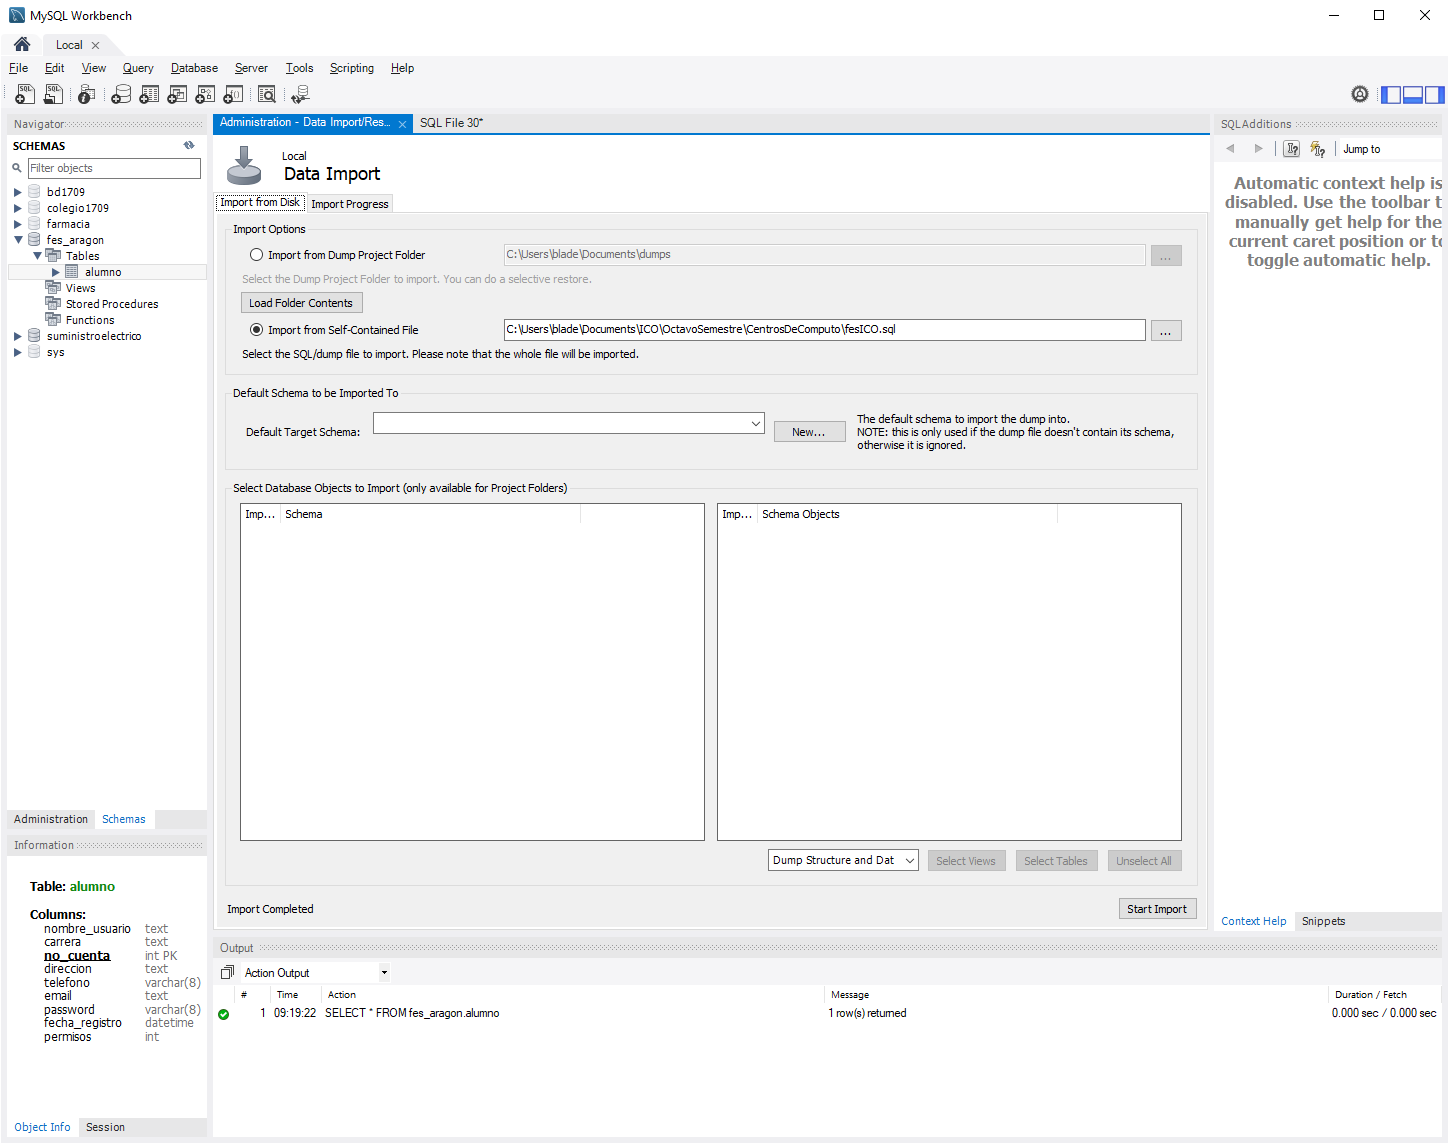 MySQL Workbench
Local
File Edit View Query Database Server Tools Scripting Help
Navigator
SCHEMAS
Filter objects
bd1709
colegio1709
farmacia
fes_aragon
Tables
alumno
Views
Stored Procedures
Functions
suministroelectrico
sys
Administration Schemas
Information
Table: alumno
Columns:
nombre_usuario text
carrera text
no_cuenta int PK
direccion text
telefono varchar(8)
email text
password varchar(8)
fecha_registro datetime
permisos int
Object Info Session
Administration - Data Import/Res... SQL File 30*
Local
Data Import
Import from Disk Import Progress
Import Options
Import from Dump Project Folder C:\Users\blade\Documents\dumps ...
Select the Dump Project Folder to import. You can do a selective restore.
Load Folder Contents
Import from Self-Contained File C:\Users\blade\Documents\ICO\OctavoSemestre\CentrosDeComputo\fesICO.sql ...
Select the SQL/dump file to import. Please note that the whole file will be imported.
Default Schema to be Imported To
Default Target Schema: New...
The default schema to import the dump into.
NOTE: this is only used if the dump file doesn't contain its schema,
otherwise it is ignored.
Select Database Objects to Import (only available for Project Folders)
Imp... Schema
Imp... Schema Objects
Dump Structure and Dat Select Views Select Tables Unselect All
Import Completed Start Import
Output
Action Output
# Time Action Message Duration / Fetch
1 09:19:22 SELECT * FROM fes_aragon.alumno 1 row(s) returned 0.000 sec / 0.000 sec
SQLAdditions
Jump to
Automatic context help is
disabled. Use the toolbar t
manually get help for the
current caret position or to
toggle automatic help.
Context Help Snippets